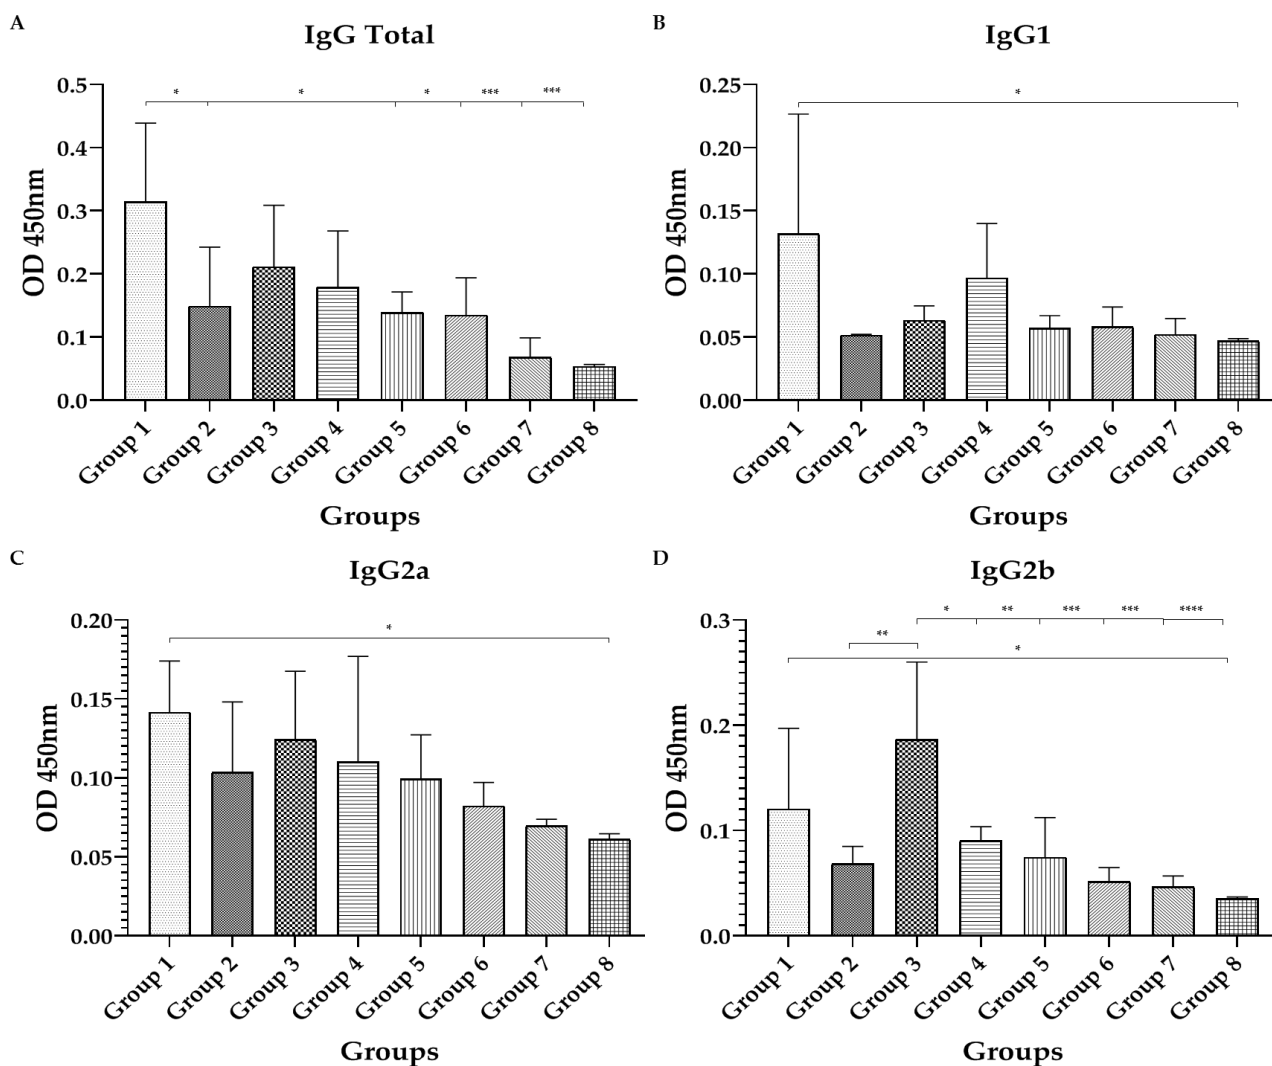 A
IgG Total
* * * *** ***
0.5
0.4
0.3
0.2
0.1
0.0
OD 450nm
Group 1 Group 2 Group 3 Group 4 Group 5 Group 6 Group 7 Group 8
Groups
B
IgG1
*
0.25
0.20
0.15
0.10
0.05
0.00
OD 450nm
Group 1 Group 2 Group 3 Group 4 Group 5 Group 6 Group 7 Group 8
Groups
C
IgG2a
*
0.20
0.15
0.10
0.05
0.00
OD 450nm
Group 1 Group 2 Group 3 Group 4 Group 5 Group 6 Group 7 Group 8
Groups
D
IgG2b
* ** *** *** ****
**
*
0.3
0.2
0.1
0.0
OD 450nm
Group 1 Group 2 Group 3 Group 4 Group 5 Group 6 Group 7 Group 8
Groups